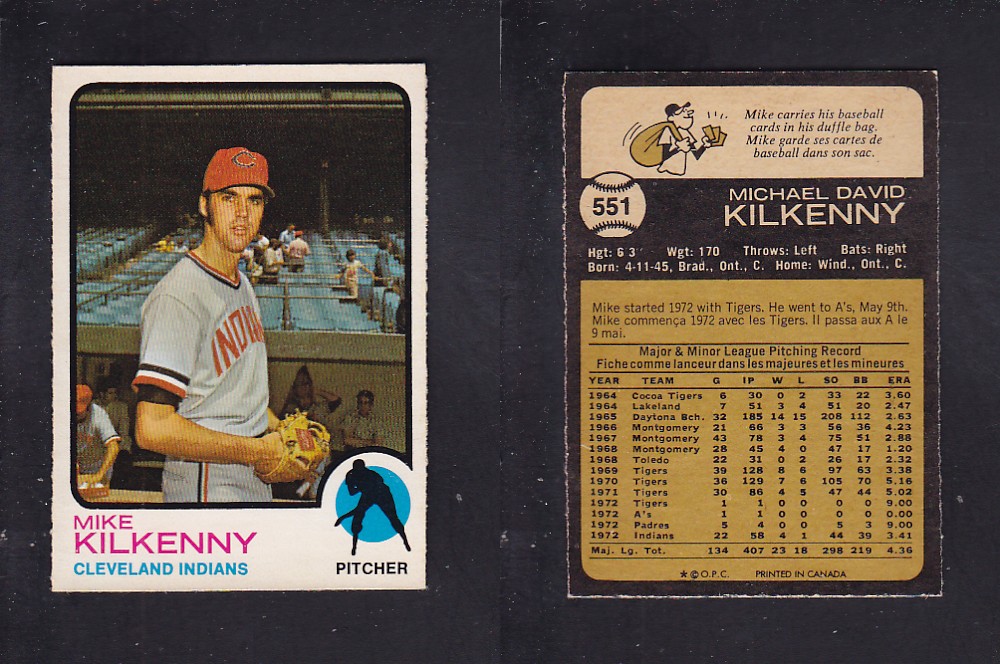 C
INDIANS
MIKE
KILKENNY
CLEVELAND INDIANS
PITCHER
Mike carries his baseball
cards in his duffle bag.
Mike garde ses cartes de
baseball dans son sac.
551
MICHAEL DAVID
KILKENNY
Hgt: 6'3" Wgt: 170 Throws: Left Bats: Right
Born: 4-11-45, Brad., Ont., C. Home: Wind., Ont., C.
Mike started 1972 with Tigers. He went to A's, May 9th.
Mike commença 1972 avec les Tigers. Il passa aux A le
9 mai.
Major & Minor League Pitching Record
Fiche comme lanceur dans les majeures et les mineures
YEAR TEAM G IP W L SO BB ERA
1964 Cocoa Tigers 6 30 0 2 33 22 3.60
1964 Lakeland 7 51 3 4 51 20 2.47
1965 Daytona Bch. 32 185 14 15 208 112 2.63
1966 Montgomery 21 66 3 3 56 36 4.23
1967 Montgomery 43 78 3 4 75 51 2.88
1968 Montgomery 28 45 4 0 47 17 1.20
1968 Toledo 22 31 0 2 26 17 2.32
1969 Tigers 39 128 8 6 97 63 3.38
1970 Tigers 36 129 7 6 105 70 5.16
1971 Tigers 30 86 4 5 47 44 5.02
1972 Tigers 1 1 0 0 0 0 9.00
1972 A's 1 1 0 0 0 0 0.00
1972 Padres 5 4 0 0 5 3 9.00
1972 Indians 22 58 4 1 44 39 3.41
Maj. Lg. Tot. 134 407 23 18 298 219 4.36
★ © O.P.C. PRINTED IN CANADA